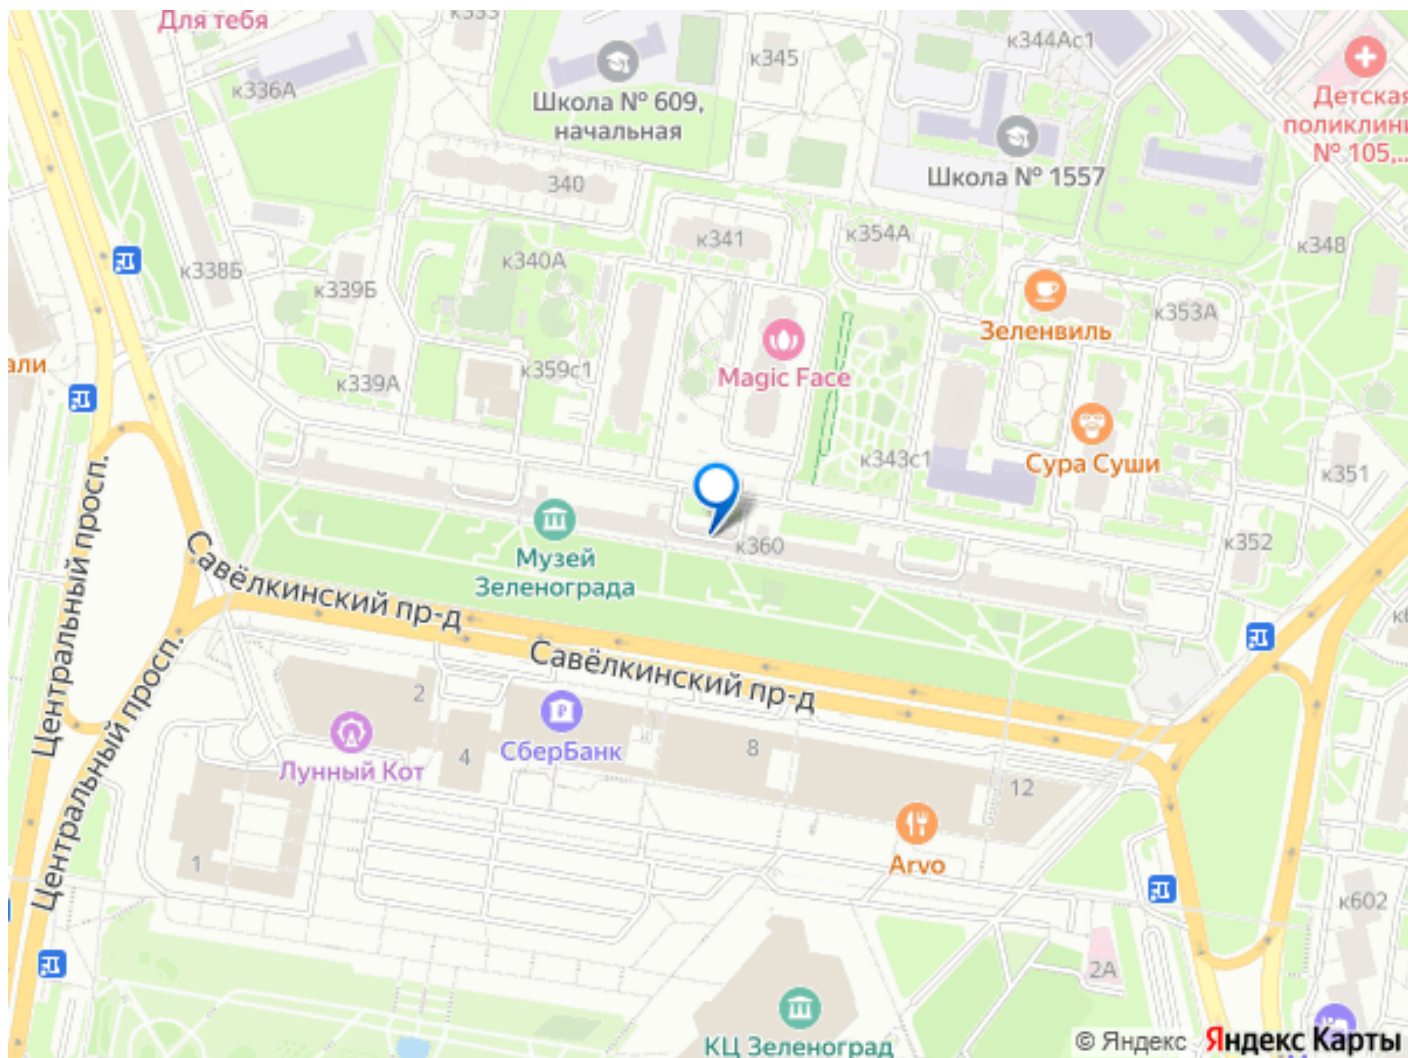 Для тебя
к333
к345
к344Ас1
к336А
Школа № 609,
начальная
Детская
поликлини
№ 105,...
Школа № 1557
340
к341
к354А
к348
к338Б
к340А
к339Б
к353А
Зеленвиль
али
к359с1
к339А
Magic Face
к343с1
Сура Суши
к351
к352
к360
Музей
Зеленограда
Центральный просп.
Савёлкинский пр-д
Савёлкинский пр-д
Центральный просп.
2
СберБанк
4
8
Лунный Кот
12
Arvo
1
к602
2А
КЦ Зеленоград
© Яндекс Яндекс Карты